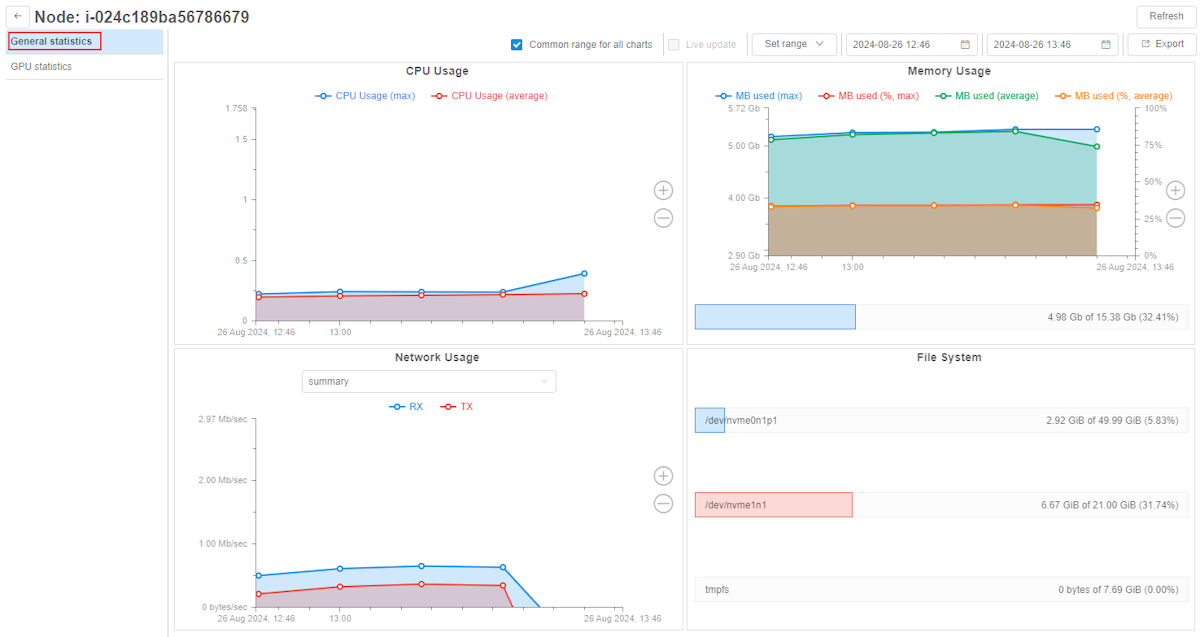 Node: i-024c189ba56786679
Refresh
General statistics
GPU statistics
Common range for all charts
Live update
Set range
2024-08-26 12:46
2024-08-26 13:46
Export
CPU Usage
CPU Usage (max)
CPU Usage (average)
1.758
1.5
1
0.5
0
26 Aug 2024, 12:46
13:00
26 Aug 2024, 13:46
Memory Usage
MB used (max)
MB used (%, max)
MB used (average)
MB used (%, average)
5.72 Gb
5.00 Gb
4.00 Gb
2.90 Gb
100%
75%
50%
25%
0%
26 Aug 2024, 12:46
13:00
26 Aug 2024, 13:46
4.98 Gb of 15.38 Gb (32.41%)
Network Usage
summary
RX
TX
2.97 Mb/sec
2.00 Mb/sec
1.00 Mb/sec
0 bytes/sec
26 Aug 2024, 12:46
13:00
26 Aug 2024, 13:46
File System
/dev/nvme0n1p1
2.92 GiB of 49.99 GiB (5.83%)
/dev/nvme1n1
6.67 GiB of 21.00 GiB (31.74%)
tmpfs
0 bytes of 7.69 GiB (0.00%)